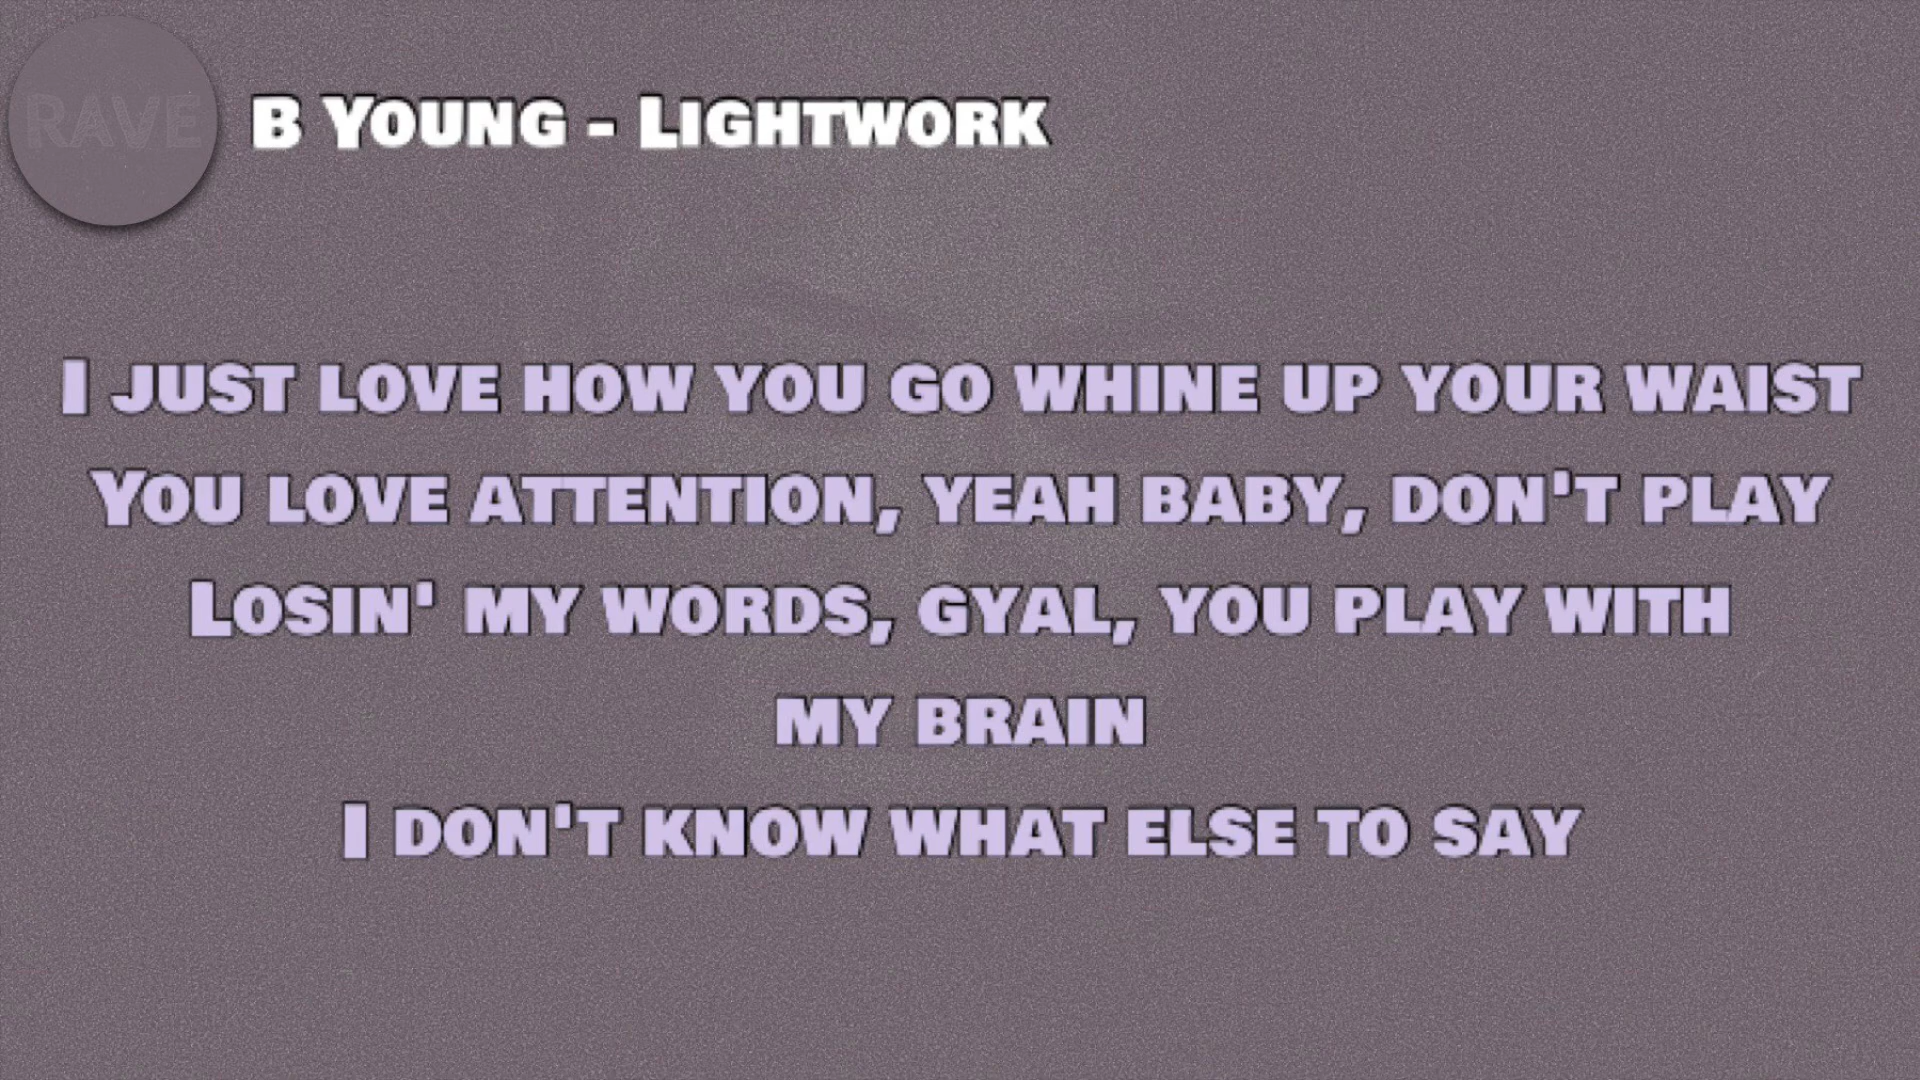 RAVE
B Young - Lightwork
I just love how you go whine up your waist
You love attention, yeah baby, don't play
Losin' my words, gyal, you play with
my brain
I don't know what else to say